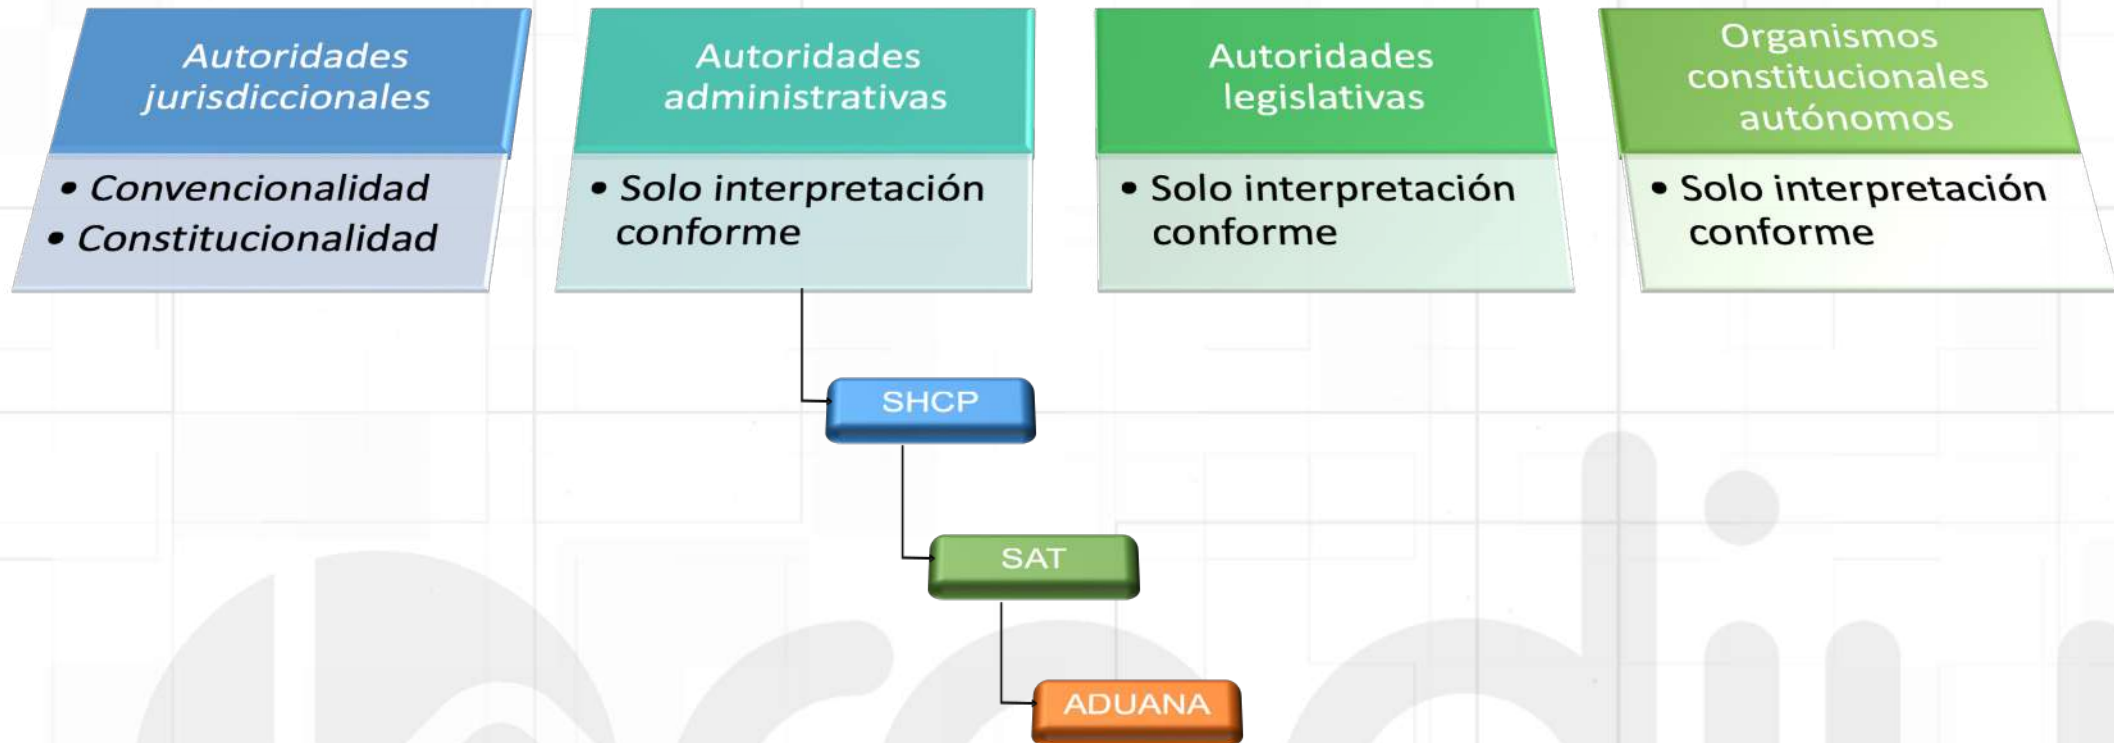 Autoridades
jurisdiccionales
• Convencionalidad
• Constitucionalidad
Autoridades
administrativas
• Solo interpretación
conforme
Autoridades
legislativas
• Solo interpretación
conforme
Organismos
constitucionales
autónomos
• Solo interpretación
conforme
SHCP
SAT
ADUANA